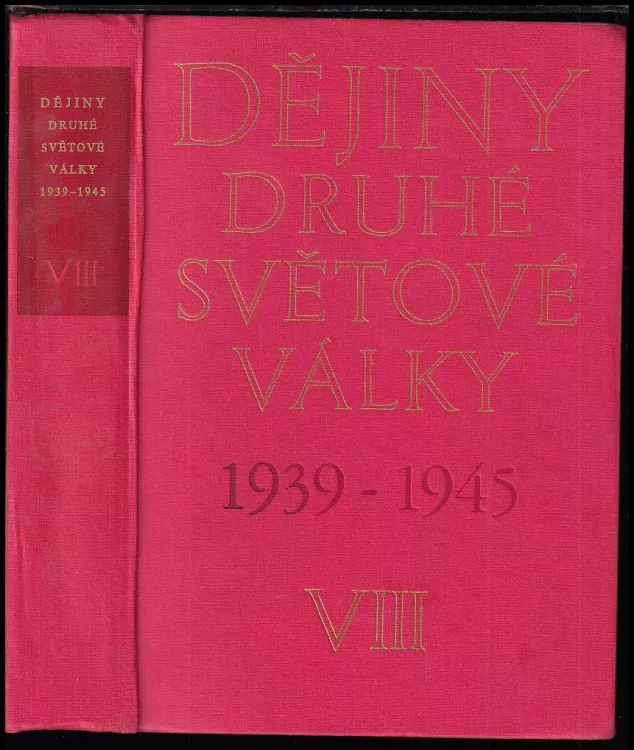 DĚJINY
DRUHÉ
SVĚTOVÉ
VÁLKY
1939–1945
VIII
DĚJINY
DRUHÉ
SVĚTOVÉ
VÁLKY
1939 - 1945
VIII